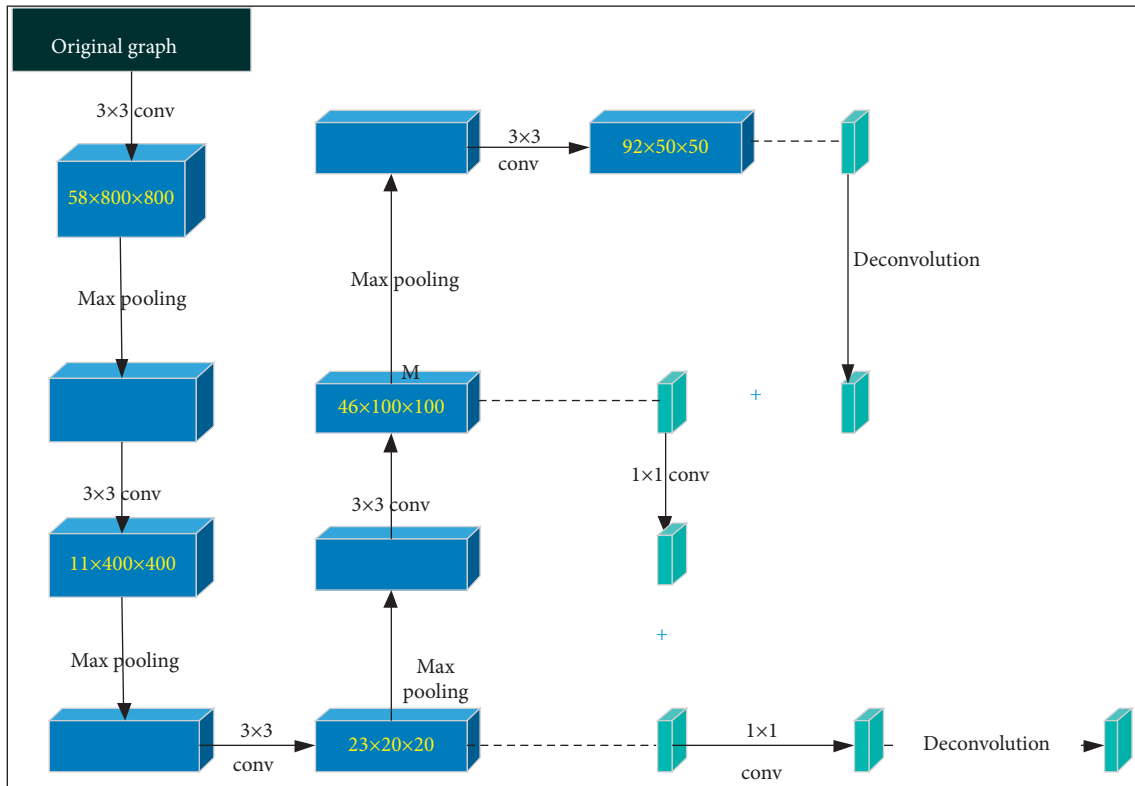 Original graph
3×3 conv
58×800×800
Max pooling
3×3 conv
11×400×400
Max pooling
3×3
conv
23×20×20
Max
pooling
3×3 conv
46×100×100
M
Max pooling
3×3
conv
92×50×50
Deconvolution
+
1×1 conv
+
1×1
conv
Deconvolution